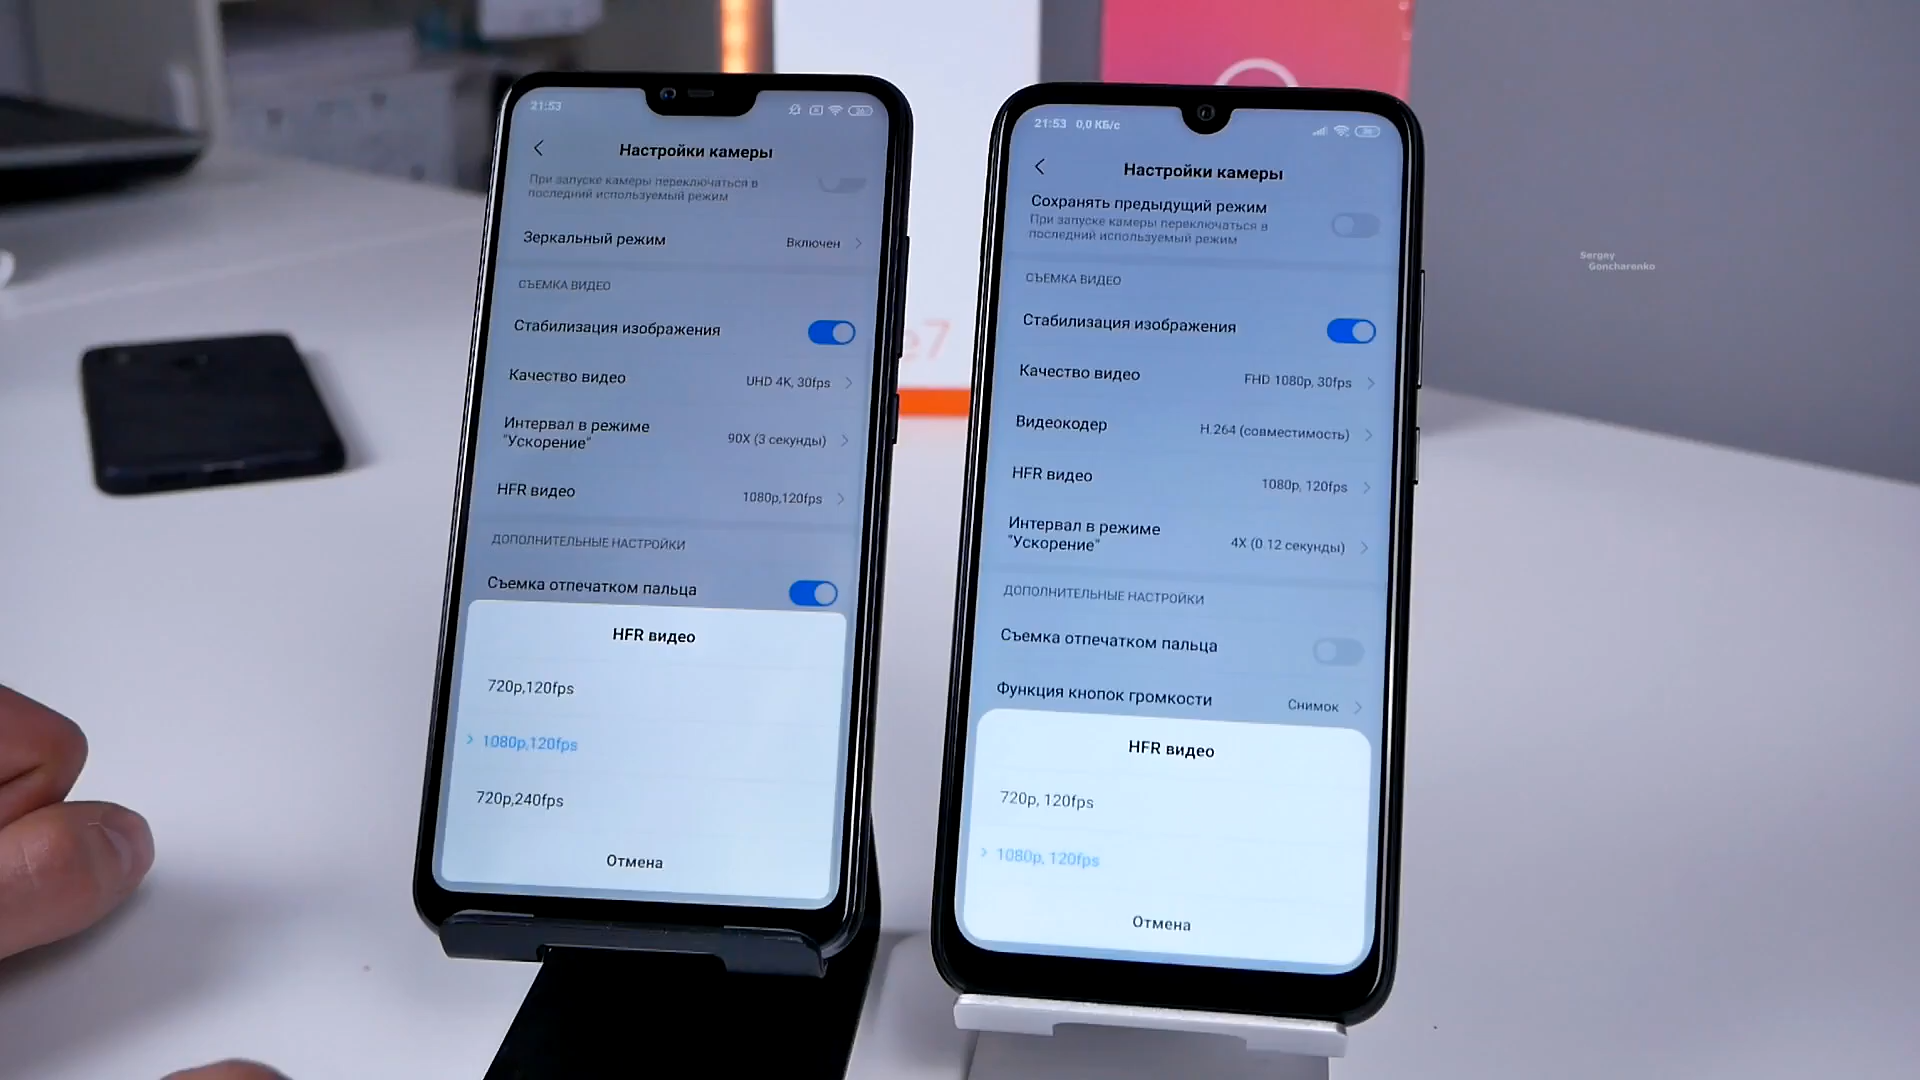 21:53
Настройки камеры
При запуске камеры переключаться в
последний используемый режим
Зеркальный режим Включен
СЪЕМКА ВИДЕО
Стабилизация изображения
Качество видео UHD 4K, 30fps
Интервал в режиме
"Ускорение" 90X (3 секунды)
HFR видео 1080p,120fps
ДОПОЛНИТЕЛЬНЫЕ НАСТРОЙКИ
Съемка отпечатком пальца
HFR видео
720p,120fps
1080p,120fps
720p,240fps
Отмена
e7
21:53 0,0 КБ/с
Настройки камеры
Сохранять предыдущий режим
При запуске камеры переключаться в
последний используемый режим
СЪЕМКА ВИДЕО
Стабилизация изображения
Качество видео FHD 1080p, 30fps
Видеокодер H.264 (совместимость)
HFR видео 1080p, 120fps
Интервал в режиме
"Ускорение" 4X (0.12 секунды)
ДОПОЛНИТЕЛЬНЫЕ НАСТРОЙКИ
Съемка отпечатком пальца
Функция кнопок громкости Снимок
HFR видео
720p, 120fps
1080p, 120fps
Отмена
Sergey
Goncharenko